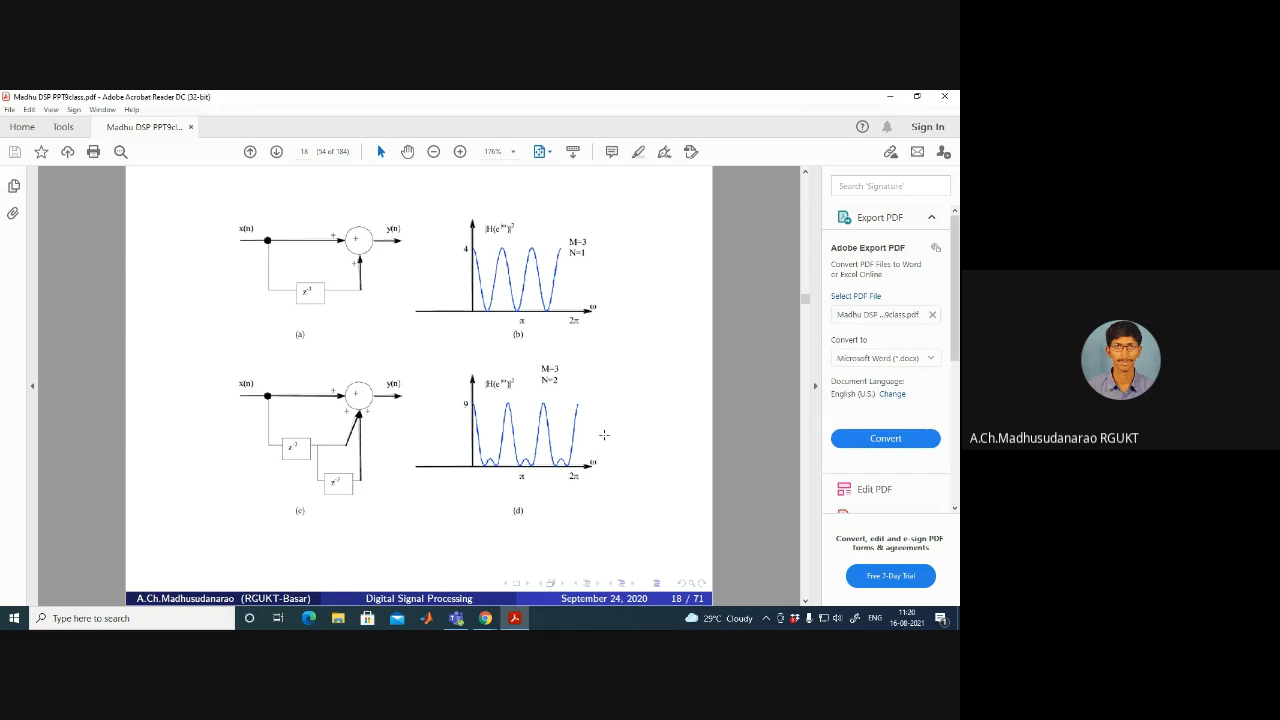 Madhu DSP PPT9class.pdf - Adobe Acrobat Reader DC (32-bit)
File Edit View Sign Window Help
Home Tools Madhu DSP PPT9cl... × Sign In
18 (54 of 184) 176%
x(n) + + y(n)
+
z⁻³
(a)
|H(e^jω)|²
4
M=3
N=1
ω
π 2π
(b)
x(n) + + y(n)
+ +
z⁻³
z⁻³
(c)
|H(e^jω)|²
9
M=3
N=2
ω
π 2π
(d)
A.Ch.Madhusudanarao (RGUKT-Basar) Digital Signal Processing September 24, 2020 18 / 71
Search 'Signature'
Export PDF
Adobe Export PDF
Convert PDF Files to Word
or Excel Online
Select PDF File
Madhu DSP ...9class.pdf
Convert to
Microsoft Word (*.docx)
Document Language:
English (U.S.) Change
Convert
Edit PDF
Convert, edit and e-sign PDF
forms & agreements
Free 7-Day Trial
A.Ch.Madhusudanarao RGUKT
Type here to search
29°C Cloudy
ENG
11:20
16-08-2021